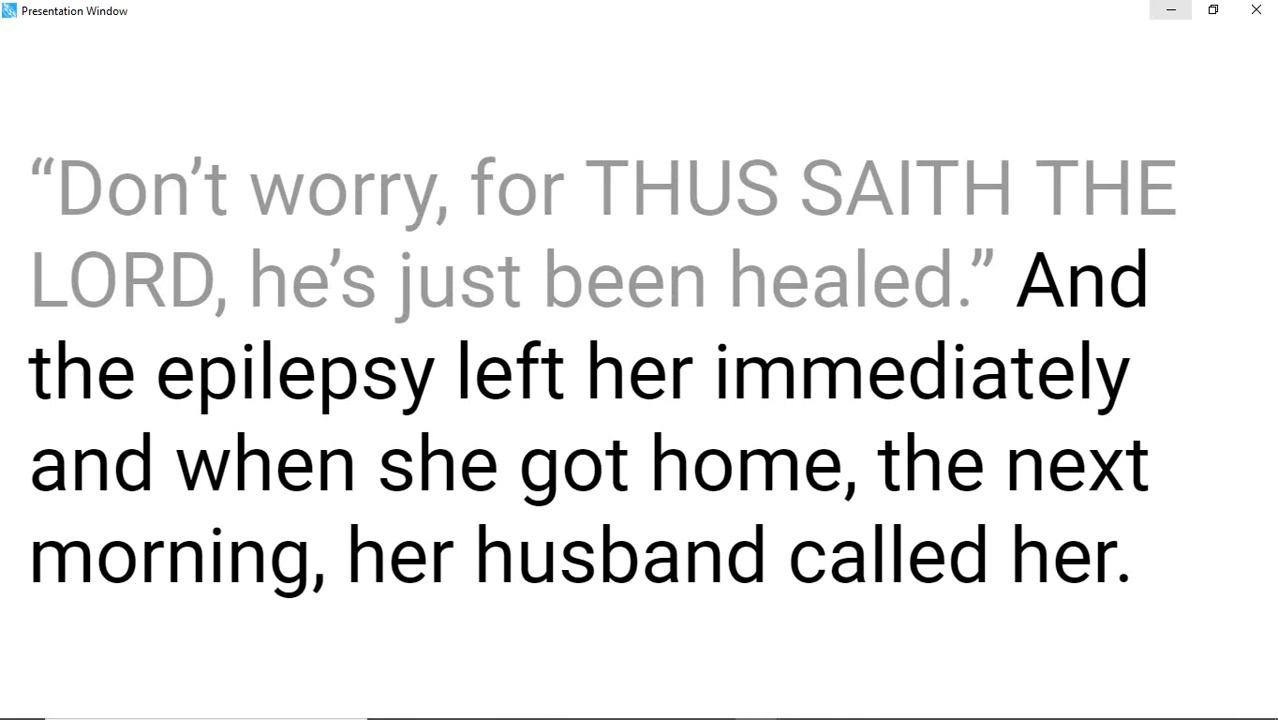 Presentation Window
“Don’t worry, for THUS SAITH THE
LORD, he’s just been healed.” And
the epilepsy left her immediately
and when she got home, the next
morning, her husband called her.